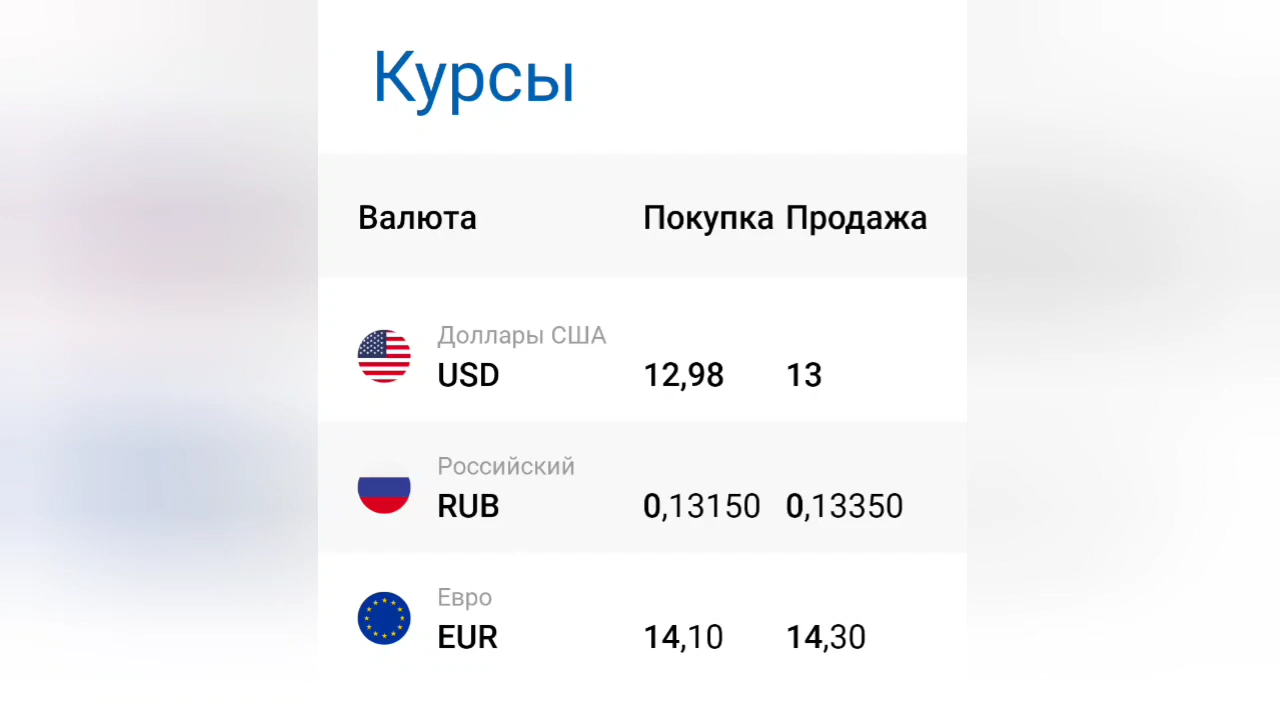 Курсы
Валюта Покупка Продажа
Доллары США
USD 12,98 13
Российский
RUB 0,13150 0,13350
Евро
EUR 14,10 14,30